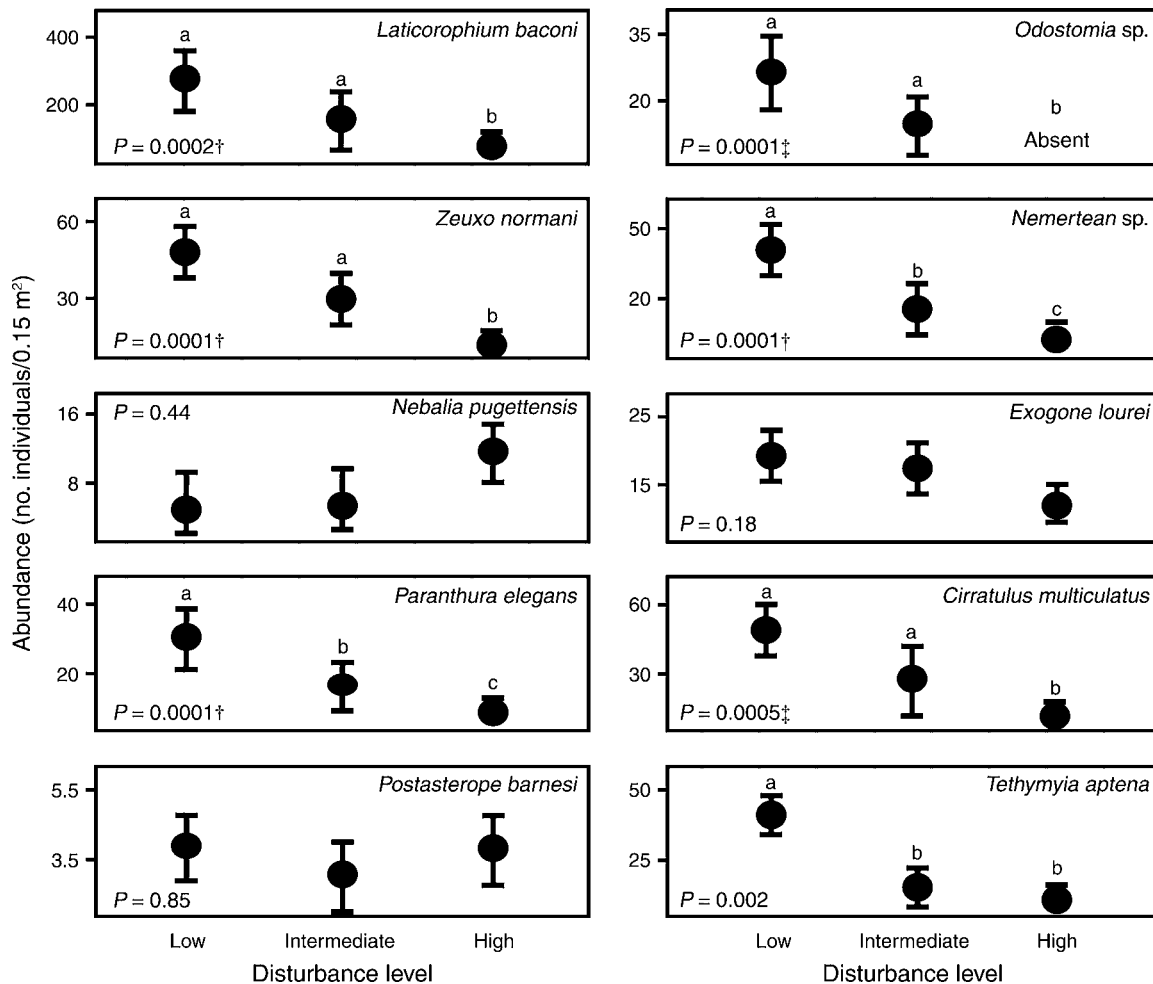 Abundance (no. individuals/0.15 m²)
Laticorophium baconi
400
200
a
a
b
P = 0.0002†
Zeuxo normani
60
30
a
a
b
P = 0.0001†
Nebalia pugettensis
16
8
P = 0.44
Paranthura elegans
40
20
a
b
c
P = 0.0001†
Postasterope barnesi
5.5
3.5
P = 0.85
Low Intermediate High
Disturbance level
Odostomia sp.
35
20
a
a
b
Absent
P = 0.0001‡
Nemertean sp.
50
20
a
b
c
P = 0.0001†
Exogone lourei
25
15
P = 0.18
Cirratulus multiculatus
60
30
a
a
b
P = 0.0005‡
Tethymyia aptena
50
25
a
b
b
P = 0.002
Low Intermediate High
Disturbance level